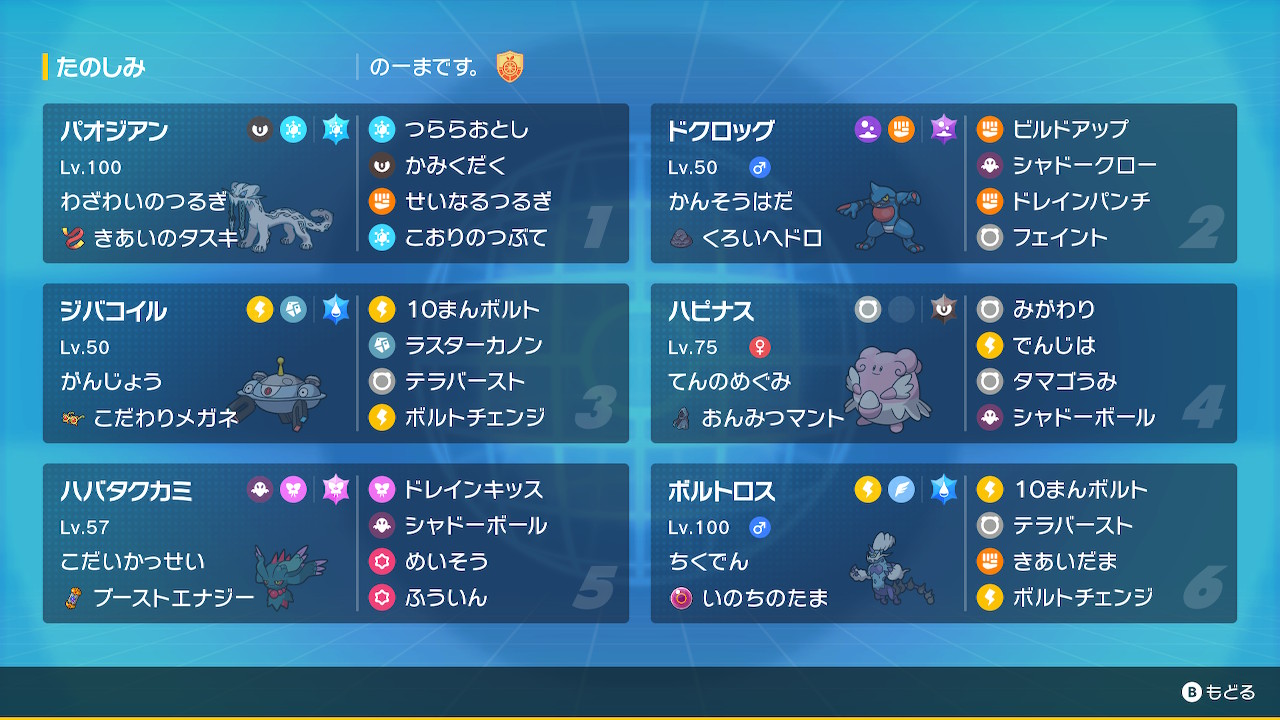 たのしみ
のーまです。
パオジアン
Lv.100
わざわいのつるぎ
きあいのタスキ
つららおとし
かみくだく
せいなるつるぎ
こおりのつぶて
1
ドクロッグ
Lv.50 ♂
かんそうはだ
くろいヘドロ
ビルドアップ
シャドークロー
ドレインパンチ
フェイント
2
ジバコイル
Lv.50
がんじょう
こだわりメガネ
10まんボルト
ラスターカノン
テラバースト
ボルトチェンジ
3
ハピナス
Lv.75 ♀
てんのめぐみ
おんみつマント
みがわり
でんじは
タマゴうみ
シャドーボール
4
ハバタクカミ
Lv.57
こだいかっせい
ブーストエナジー
ドレインキッス
シャドーボール
めいそう
ふういん
5
ボルトロス
Lv.100 ♂
ちくでん
いのちのたま
10まんボルト
テラバースト
きあいだま
ボルトチェンジ
6
B もどる